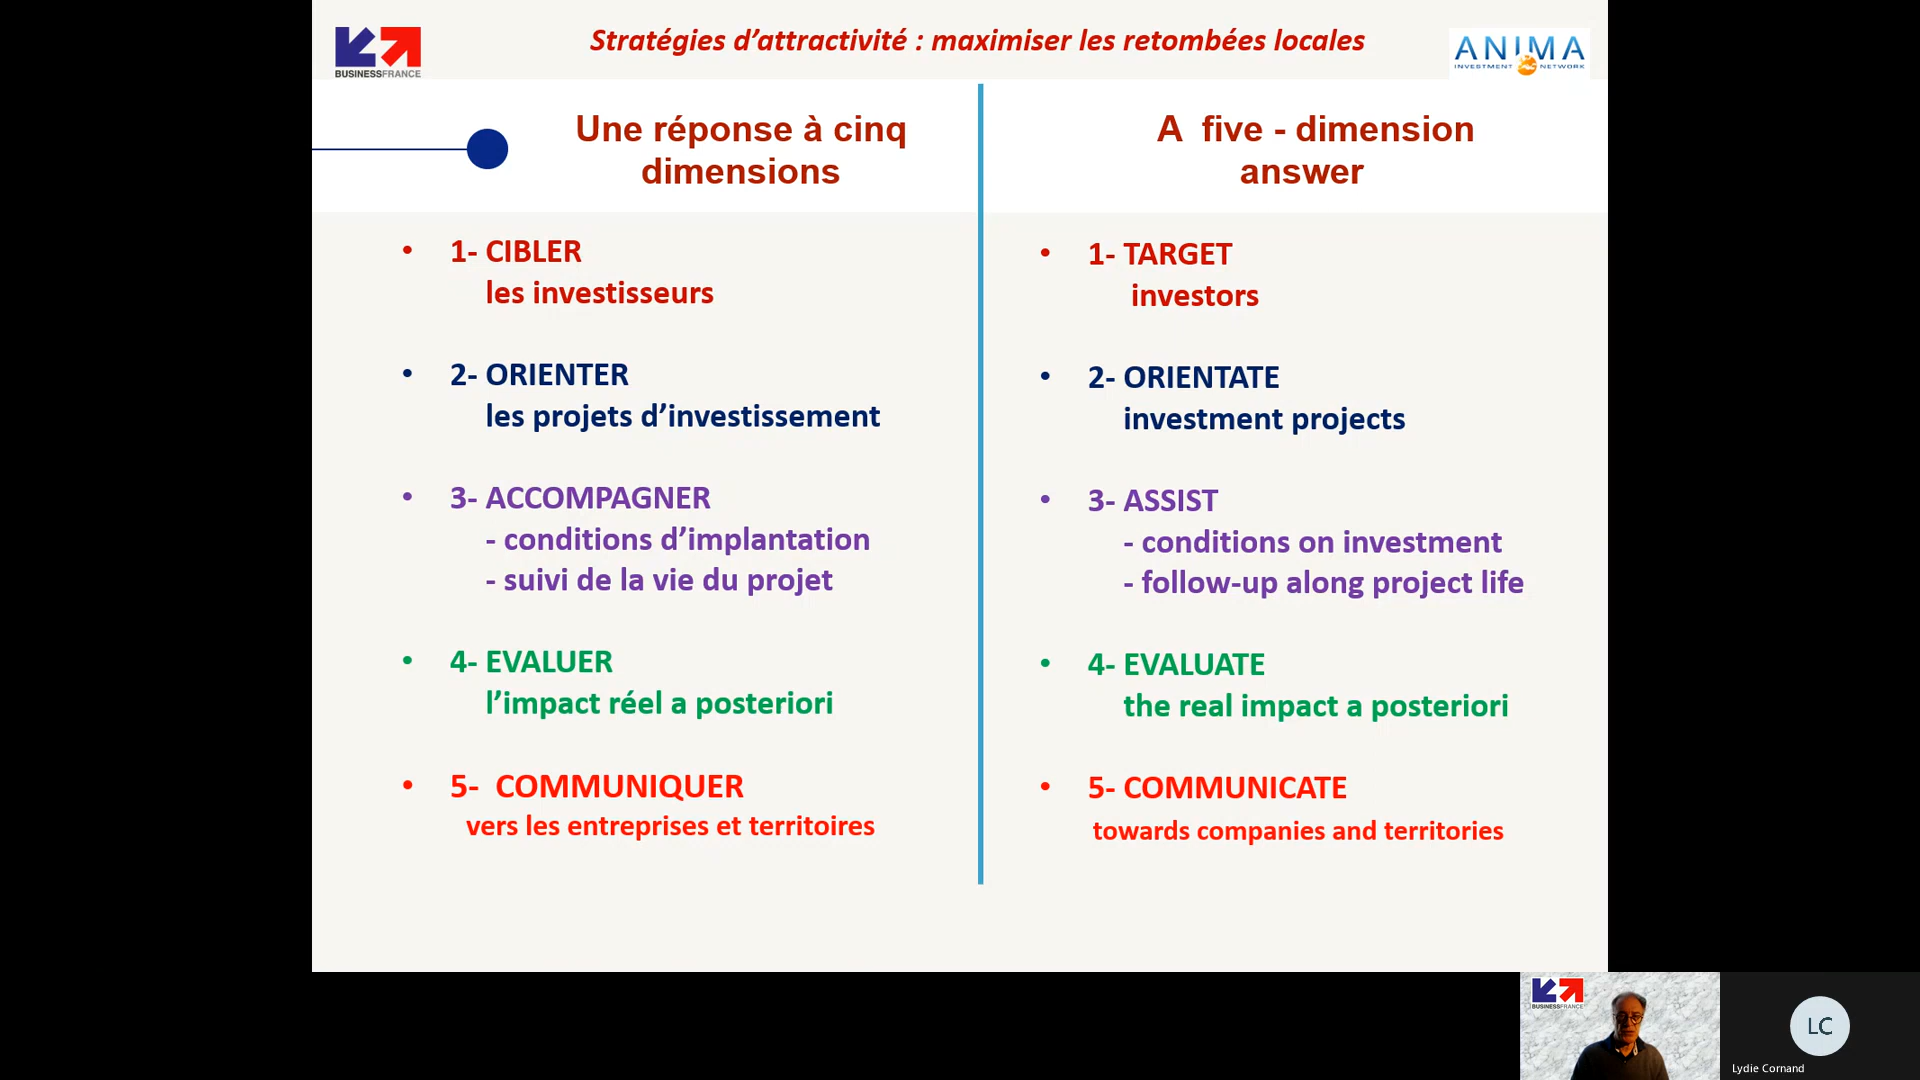 BUSINESSFRANCE
Stratégies d’attractivité : maximiser les retombées locales
ANIMA
INVESTMENT NETWORK
Une réponse à cinq
dimensions
• 1- CIBLER
les investisseurs
• 2- ORIENTER
les projets d’investissement
• 3- ACCOMPAGNER
- conditions d’implantation
- suivi de la vie du projet
• 4- EVALUER
l’impact réel a posteriori
• 5- COMMUNIQUER
vers les entreprises et territoires
A five - dimension
answer
• 1- TARGET
investors
• 2- ORIENTATE
investment projects
• 3- ASSIST
- conditions on investment
- follow-up along project life
• 4- EVALUATE
the real impact a posteriori
• 5- COMMUNICATE
towards companies and territories
BUSINESSFRANCE
LC
Lydie Cornand